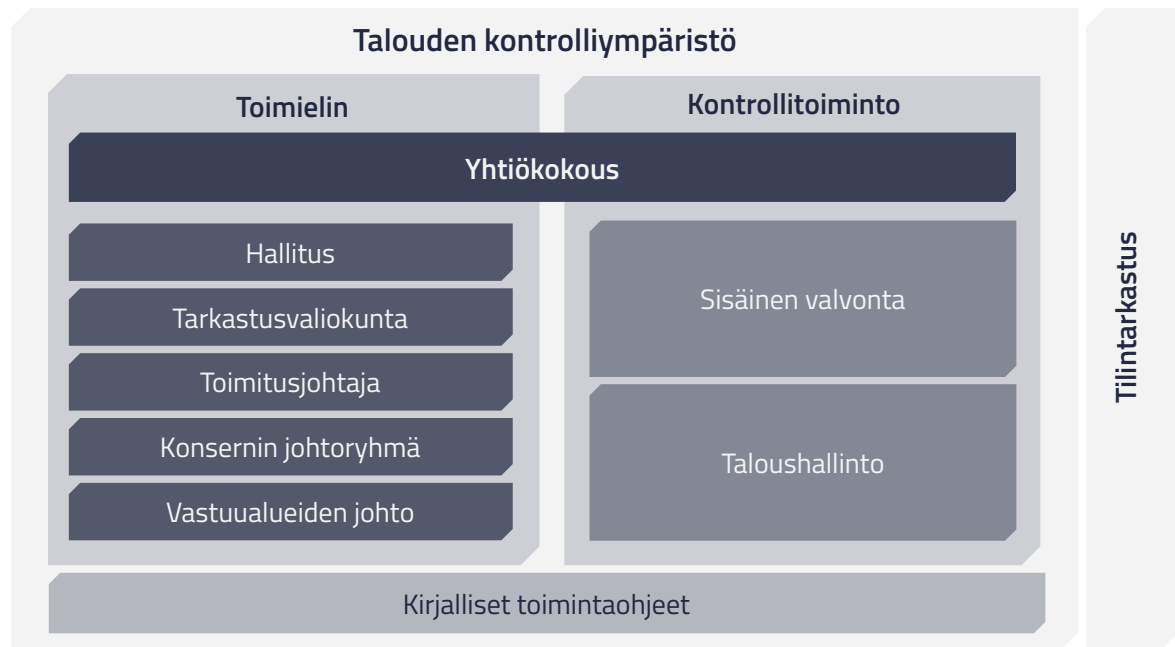 Talouden kontrolliympäristö
Toimielin
Kontrollitoiminto
Yhtiökokous
Hallitus
Tarkastusvaliokunta
Toimitusjohtaja
Konsernin johtoryhmä
Vastuualueiden johto
Sisäinen valvonta
Taloushallinto
Kirjalliset toimintaohjeet
Tilintarkastus